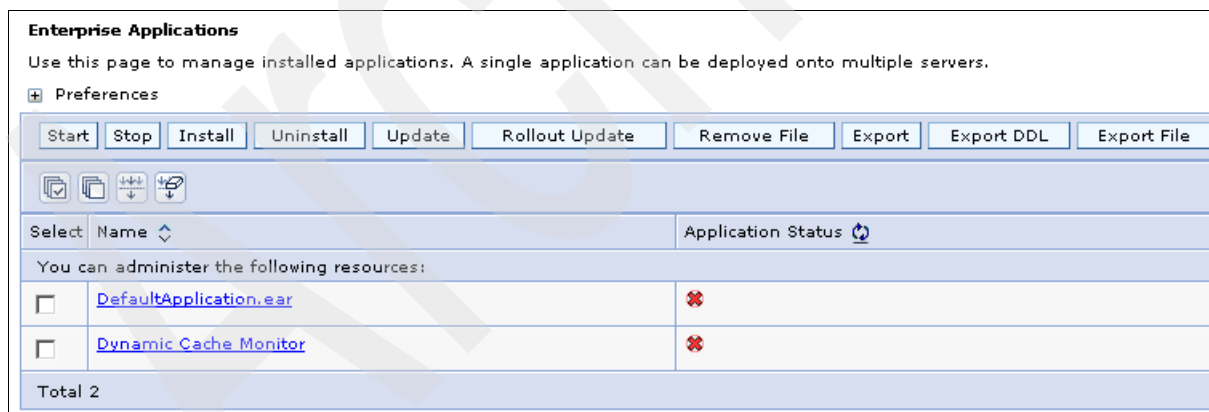 Enterprise Applications
Use this page to manage installed applications. A single application can be deployed onto multiple servers.
Preferences
Start Stop Install Uninstall Update Rollout Update Remove File Export Export DDL Export File
Select Name Application Status
You can administer the following resources:
DefaultApplication.ear
Dynamic Cache Monitor
Total 2